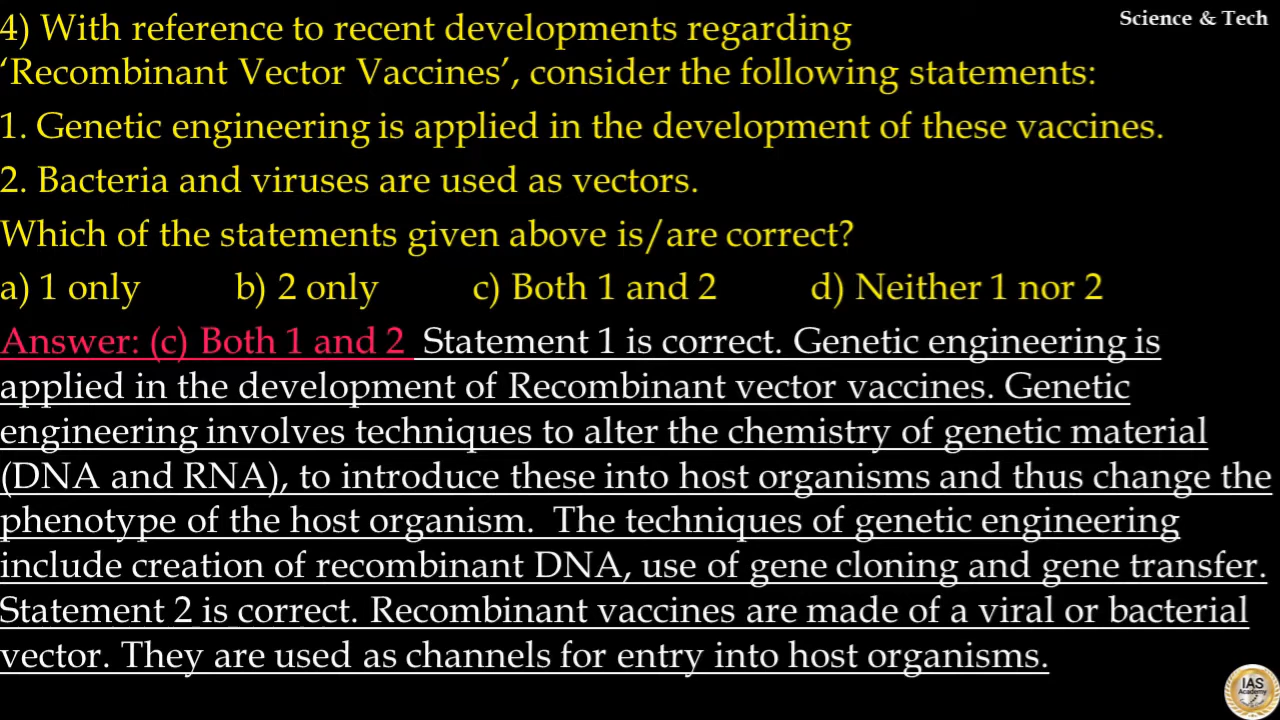 Science & Tech
4) With reference to recent developments regarding
‘Recombinant Vector Vaccines’, consider the following statements:
1. Genetic engineering is applied in the development of these vaccines.
2. Bacteria and viruses are used as vectors.
Which of the statements given above is/are correct?
a) 1 only b) 2 only c) Both 1 and 2 d) Neither 1 nor 2
Answer: (c) Both 1 and 2 Statement 1 is correct. Genetic engineering is
applied in the development of Recombinant vector vaccines. Genetic
engineering involves techniques to alter the chemistry of genetic material
(DNA and RNA), to introduce these into host organisms and thus change the
phenotype of the host organism. The techniques of genetic engineering
include creation of recombinant DNA, use of gene cloning and gene transfer.
Statement 2 is correct. Recombinant vaccines are made of a viral or bacterial
vector. They are used as channels for entry into host organisms.
IAS
Academy